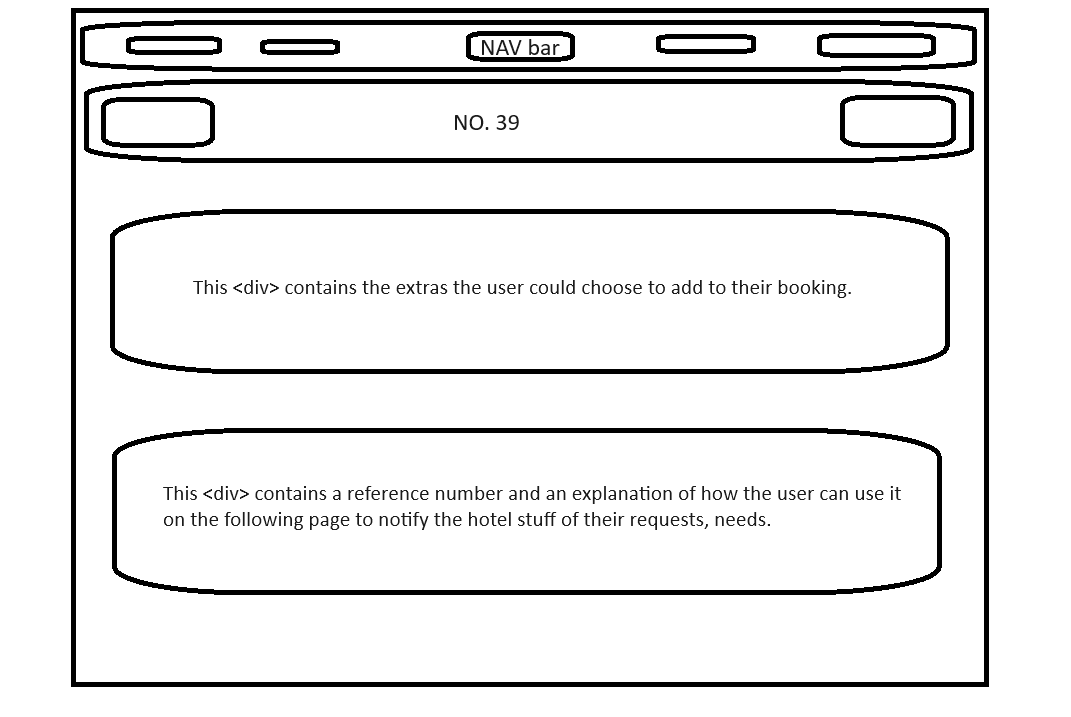 NAV bar
NO. 39
This <div> contains the extras the user could choose to add to their booking.
This <div> contains a reference number and an explanation of how the user can use it
on the following page to notify the hotel stuff of their requests, needs.